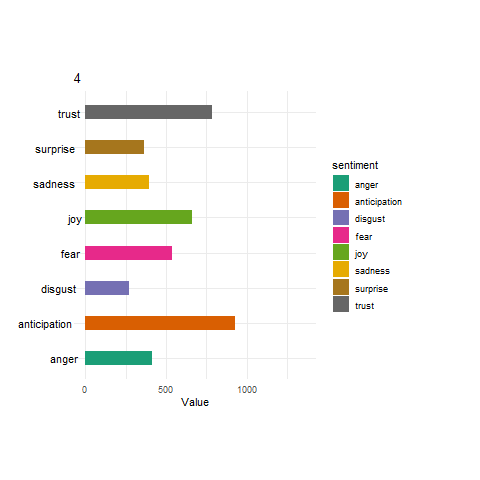 4
trust
surprise
sadness
joy
fear
disgust
anticipation
anger
0 500 1000
Value
sentiment
anger
anticipation
disgust
fear
joy
sadness
surprise
trust